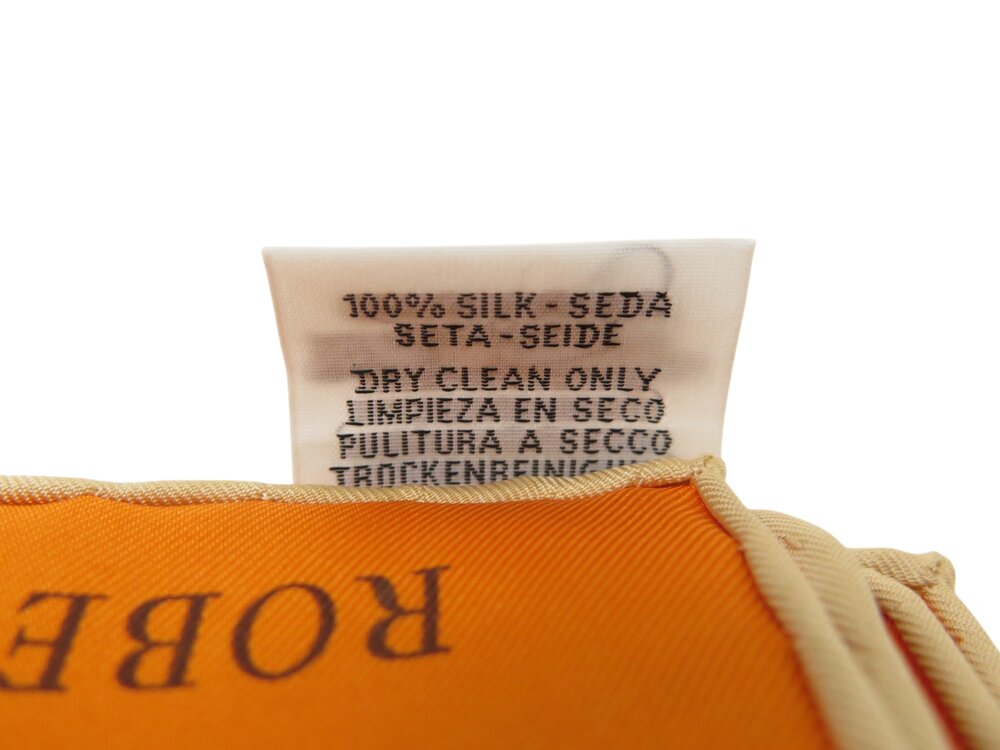 100% SILK - SEDA
SETA - SEIDE
DRY CLEAN ONLY
LIMPIEZA EN SECO
PULITURA A SECCO
ROBE